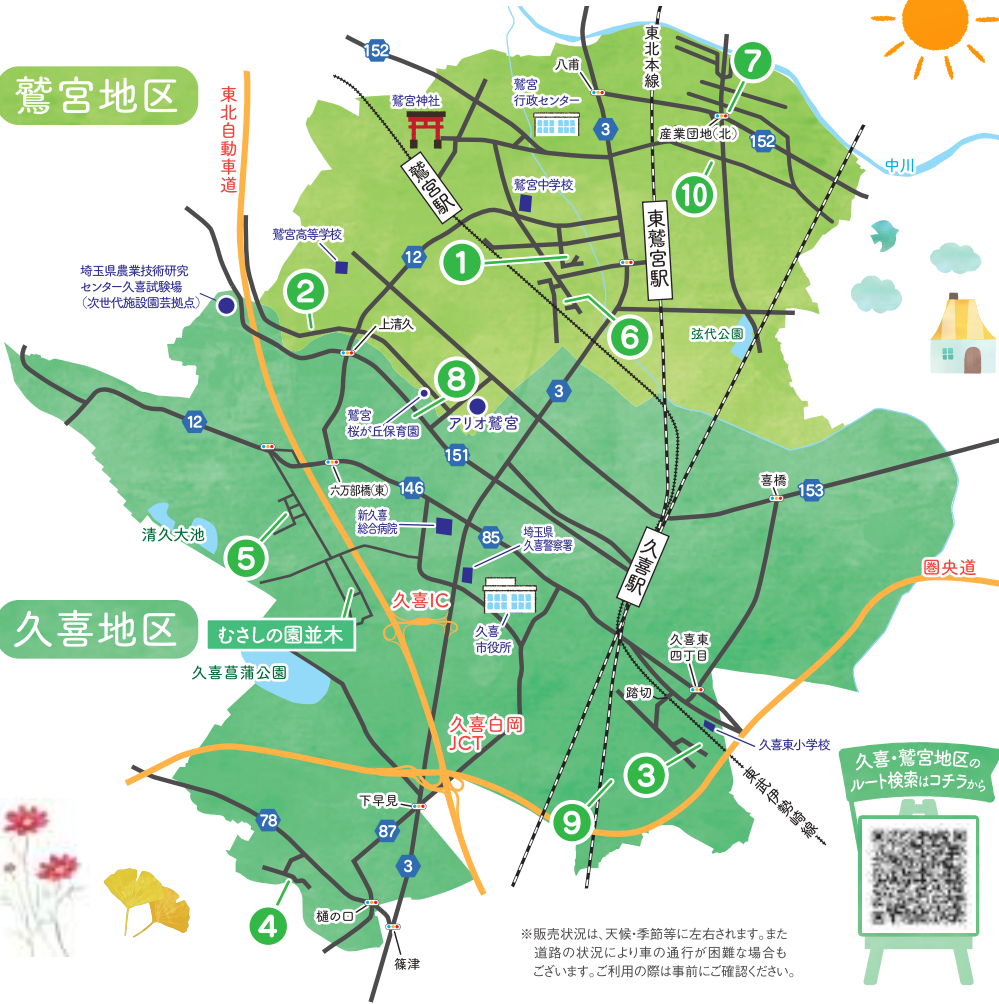 152
東北本線
八甫
7
鷲宮地区
東北自動車道
鷲宮神社
鷲宮
行政センター
3
産業団地(北)
152
中川
鷲宮駅
鷲宮中学校
10
鷲宮高等学校
12
1
東鷲宮駅
埼玉県農業技術研究
センター久喜試験場
(次世代施設園芸拠点)
2
上清久
6
弦代公園
8
3
鷲宮
桜が丘保育園
アリオ鷲宮
12
151
六万部橋(東)
146
喜橋
153
清久大池
5
新久喜
総合病院
85
埼玉県
久喜警察署
久喜駅
圏央道
久喜地区
むさしの園並木
久喜IC
久喜
市役所
久喜菖蒲公園
久喜東
四丁目
踏切
久喜白岡
JCT
久喜東小学校
3
東武伊勢崎線
久喜・鷲宮地区の
ルート検索はコチラから
下早見
9
78
87
3
4
樋の口
篠津
※販売状況は、天候・季節等に左右されます。また
道路の状況により車の通行が困難な場合も
ございます。ご利用の際は事前にご確認ください。